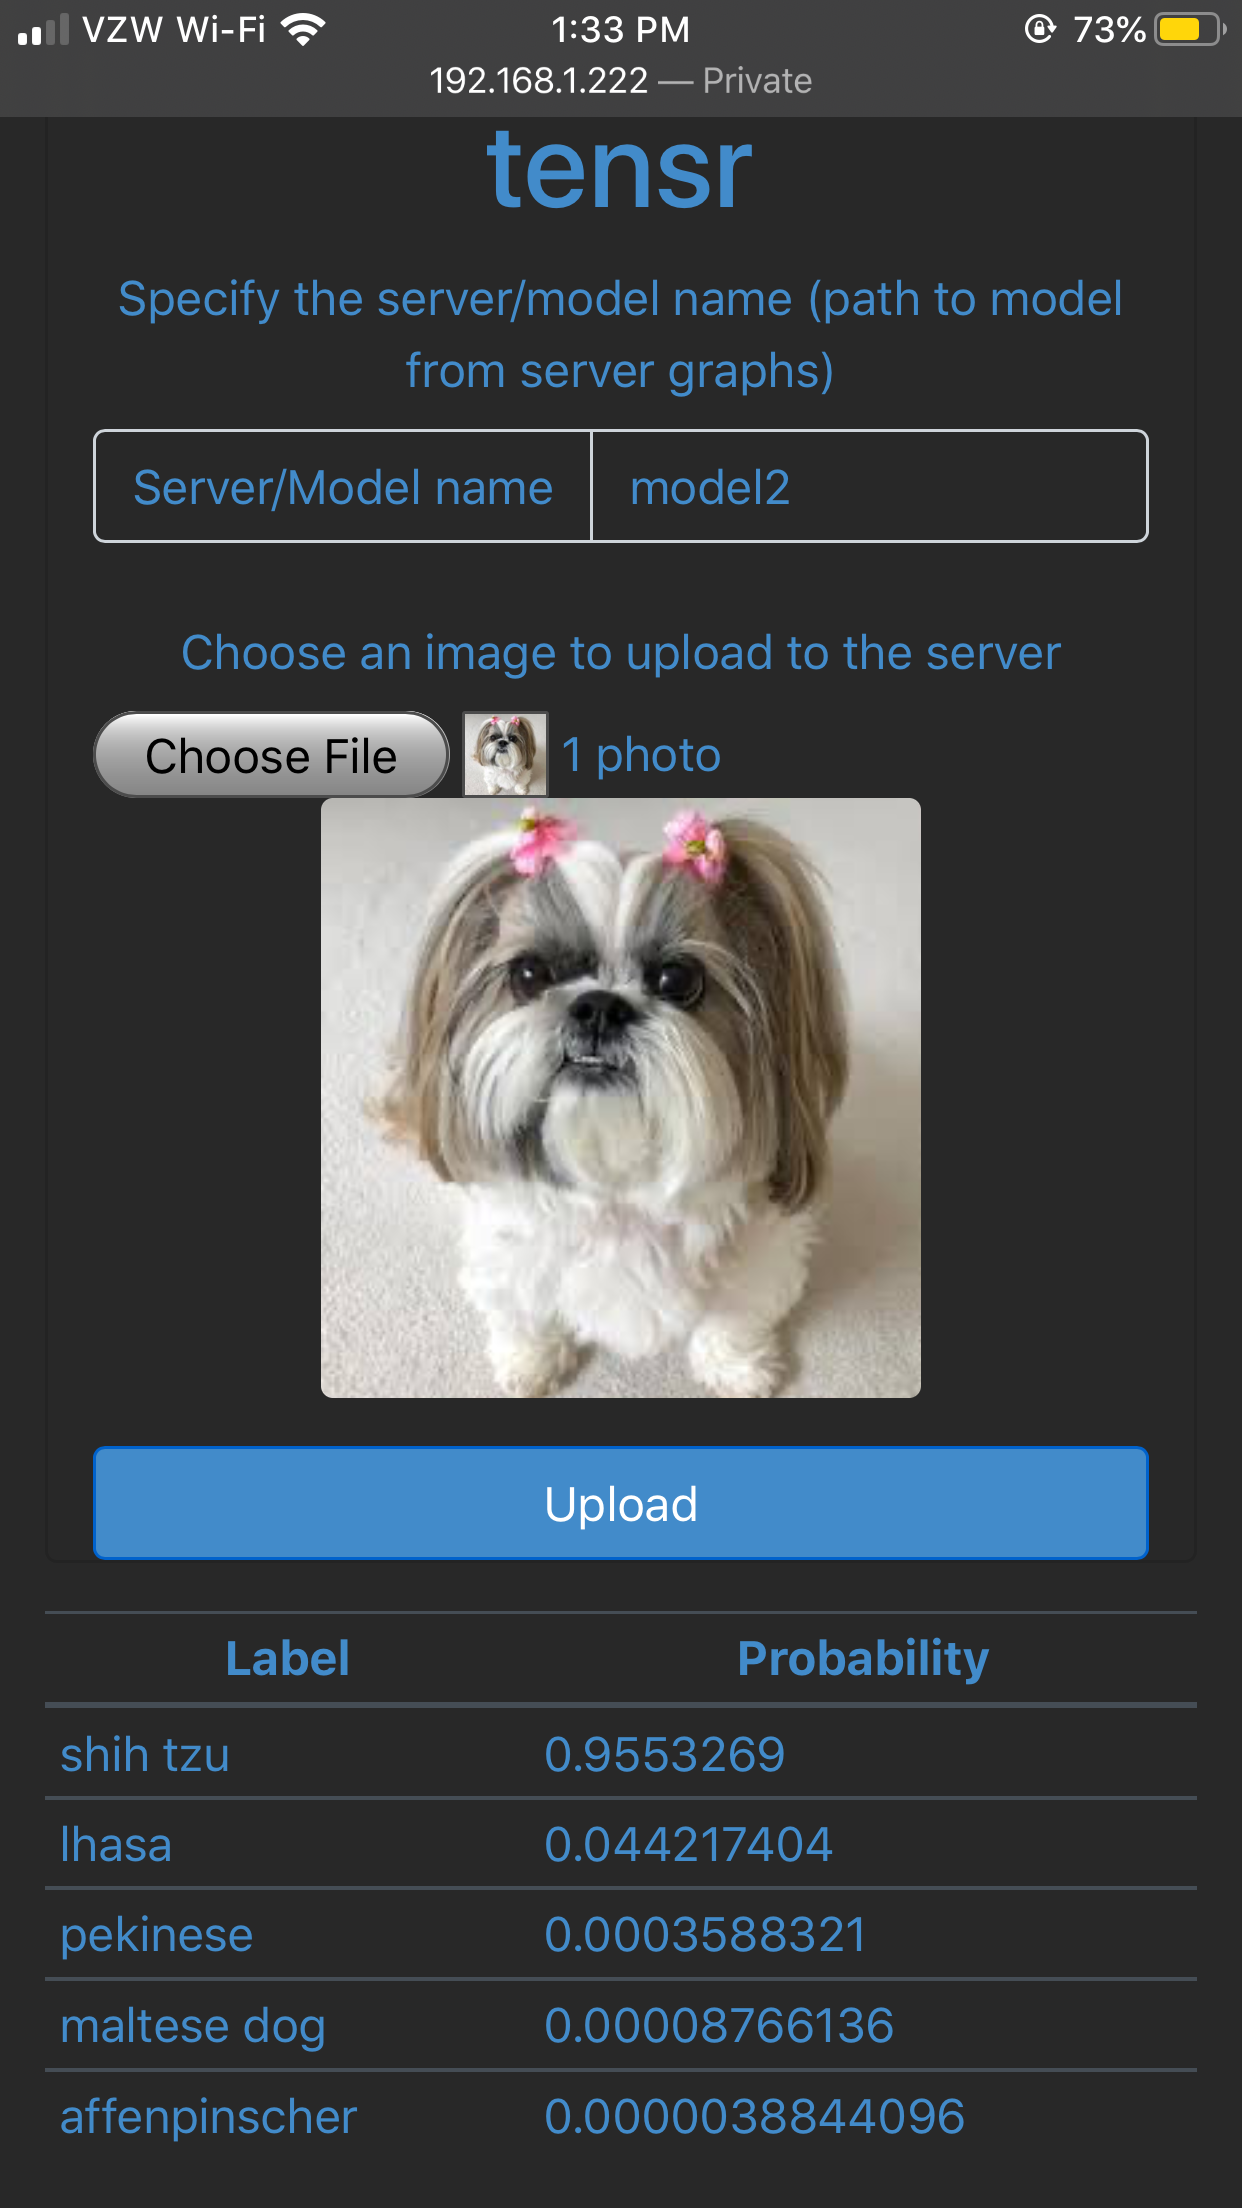 VZW Wi-Fi 1:33 PM 73%
192.168.1.222 — Private
tensr
Specify the server/model name (path to model
from server graphs)
Server/Model name model2
Choose an image to upload to the server
Choose File 1 photo
Upload
Label Probability
shih tzu 0.9553269
lhasa 0.044217404
pekinese 0.0003588321
maltese dog 0.00008766136
affenpinscher 0.0000038844096